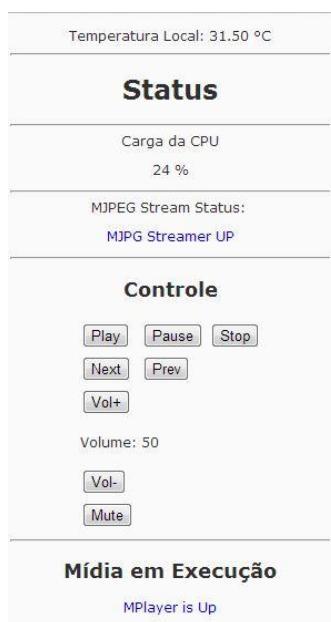 Temperatura Local: 31.50 °C
Status
Carga da CPU
24 %
MJPEG Stream Status:
MJPG Streamer UP
Controle
Play Pause Stop
Next Prev
Vol+
Volume: 50
Vol-
Mute
Mídia em Execução
MPlayer is Up